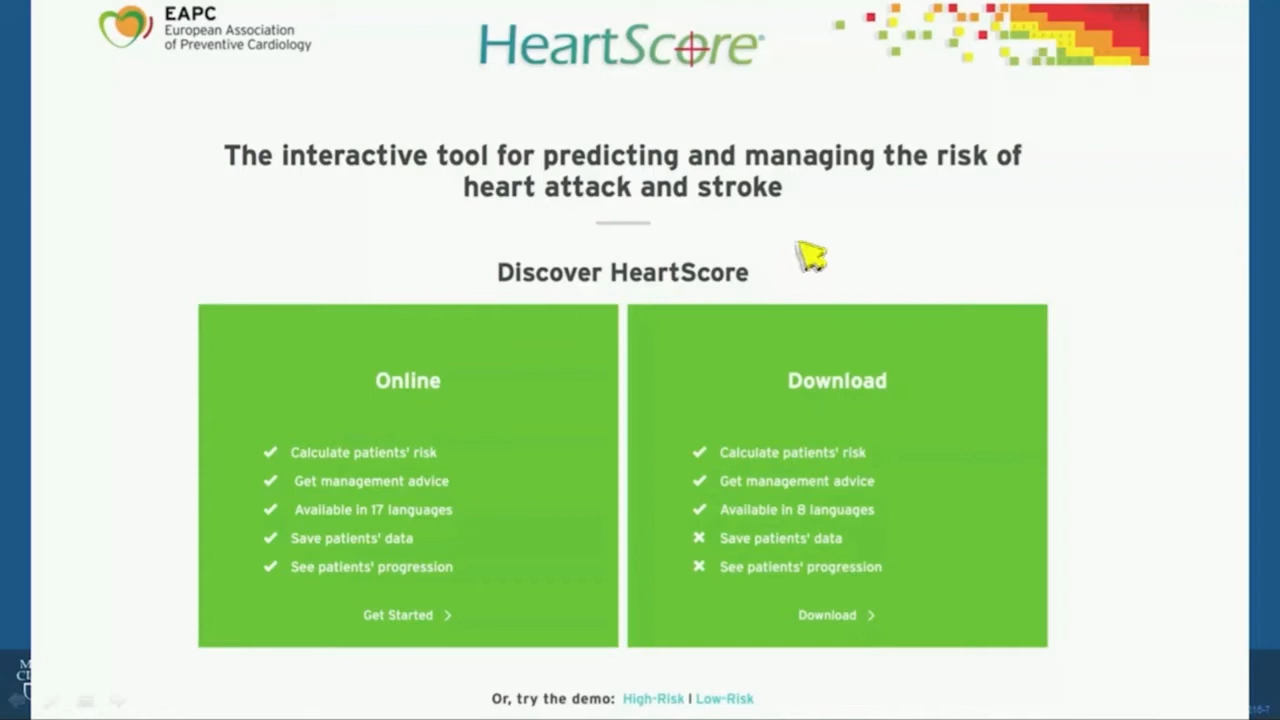 EAPC
European Association
of Preventive Cardiology
HeartScore
The interactive tool for predicting and managing the risk of
heart attack and stroke
Discover HeartScore
Online
Calculate patients' risk
Get management advice
Available in 17 languages
Save patients' data
See patients' progression
Get Started
Download
Calculate patients' risk
Get management advice
Available in 8 languages
Save patients' data
See patients' progression
Download
Or, try the demo: High-Risk | Low-Risk